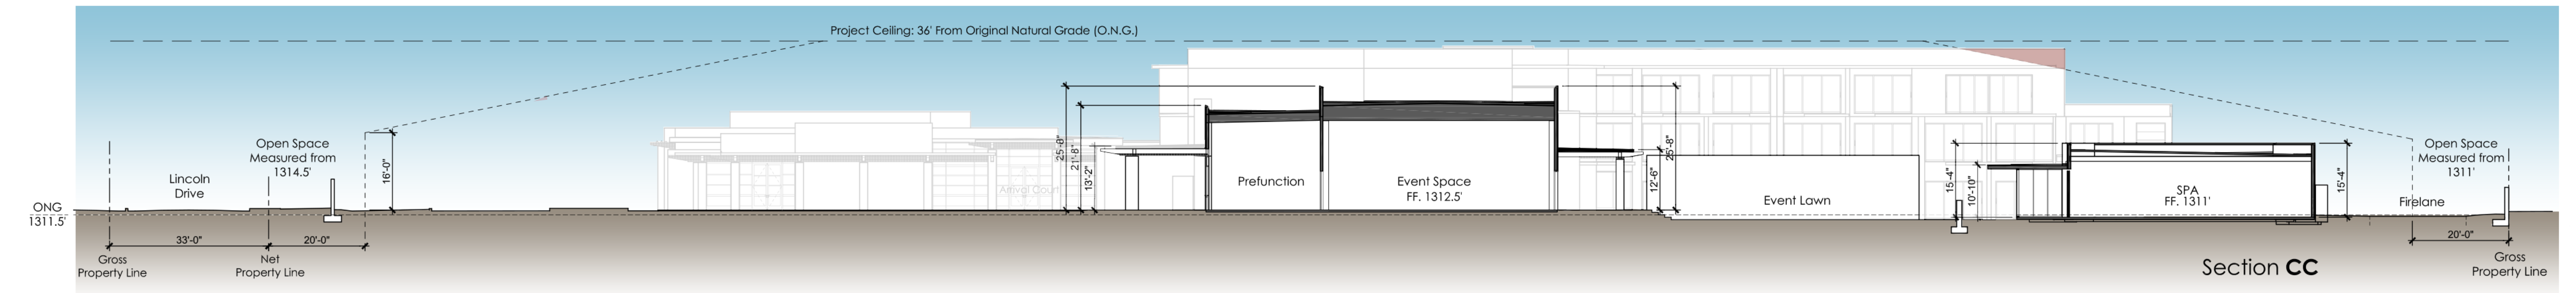 Project Ceiling: 36' From Original Natural Grade (O.N.G.)
Open Space
Measured from
1314.5'
Lincoln
Drive
16'-0"
25'-8"
21'-8"
13'-2"
Arrival Court
Prefunction
Event Space
FF. 1312.5'
12'-6"
25'-8"
Event Lawn
15'-4"
10'-10"
SPA
FF. 1311'
15'-4"
Open Space
Measured from
1311'
Firelane
ONG
1311.5'
33'-0"
20'-0"
20'-0"
Gross
Property Line
Net
Property Line
Section CC
Gross
Property Line